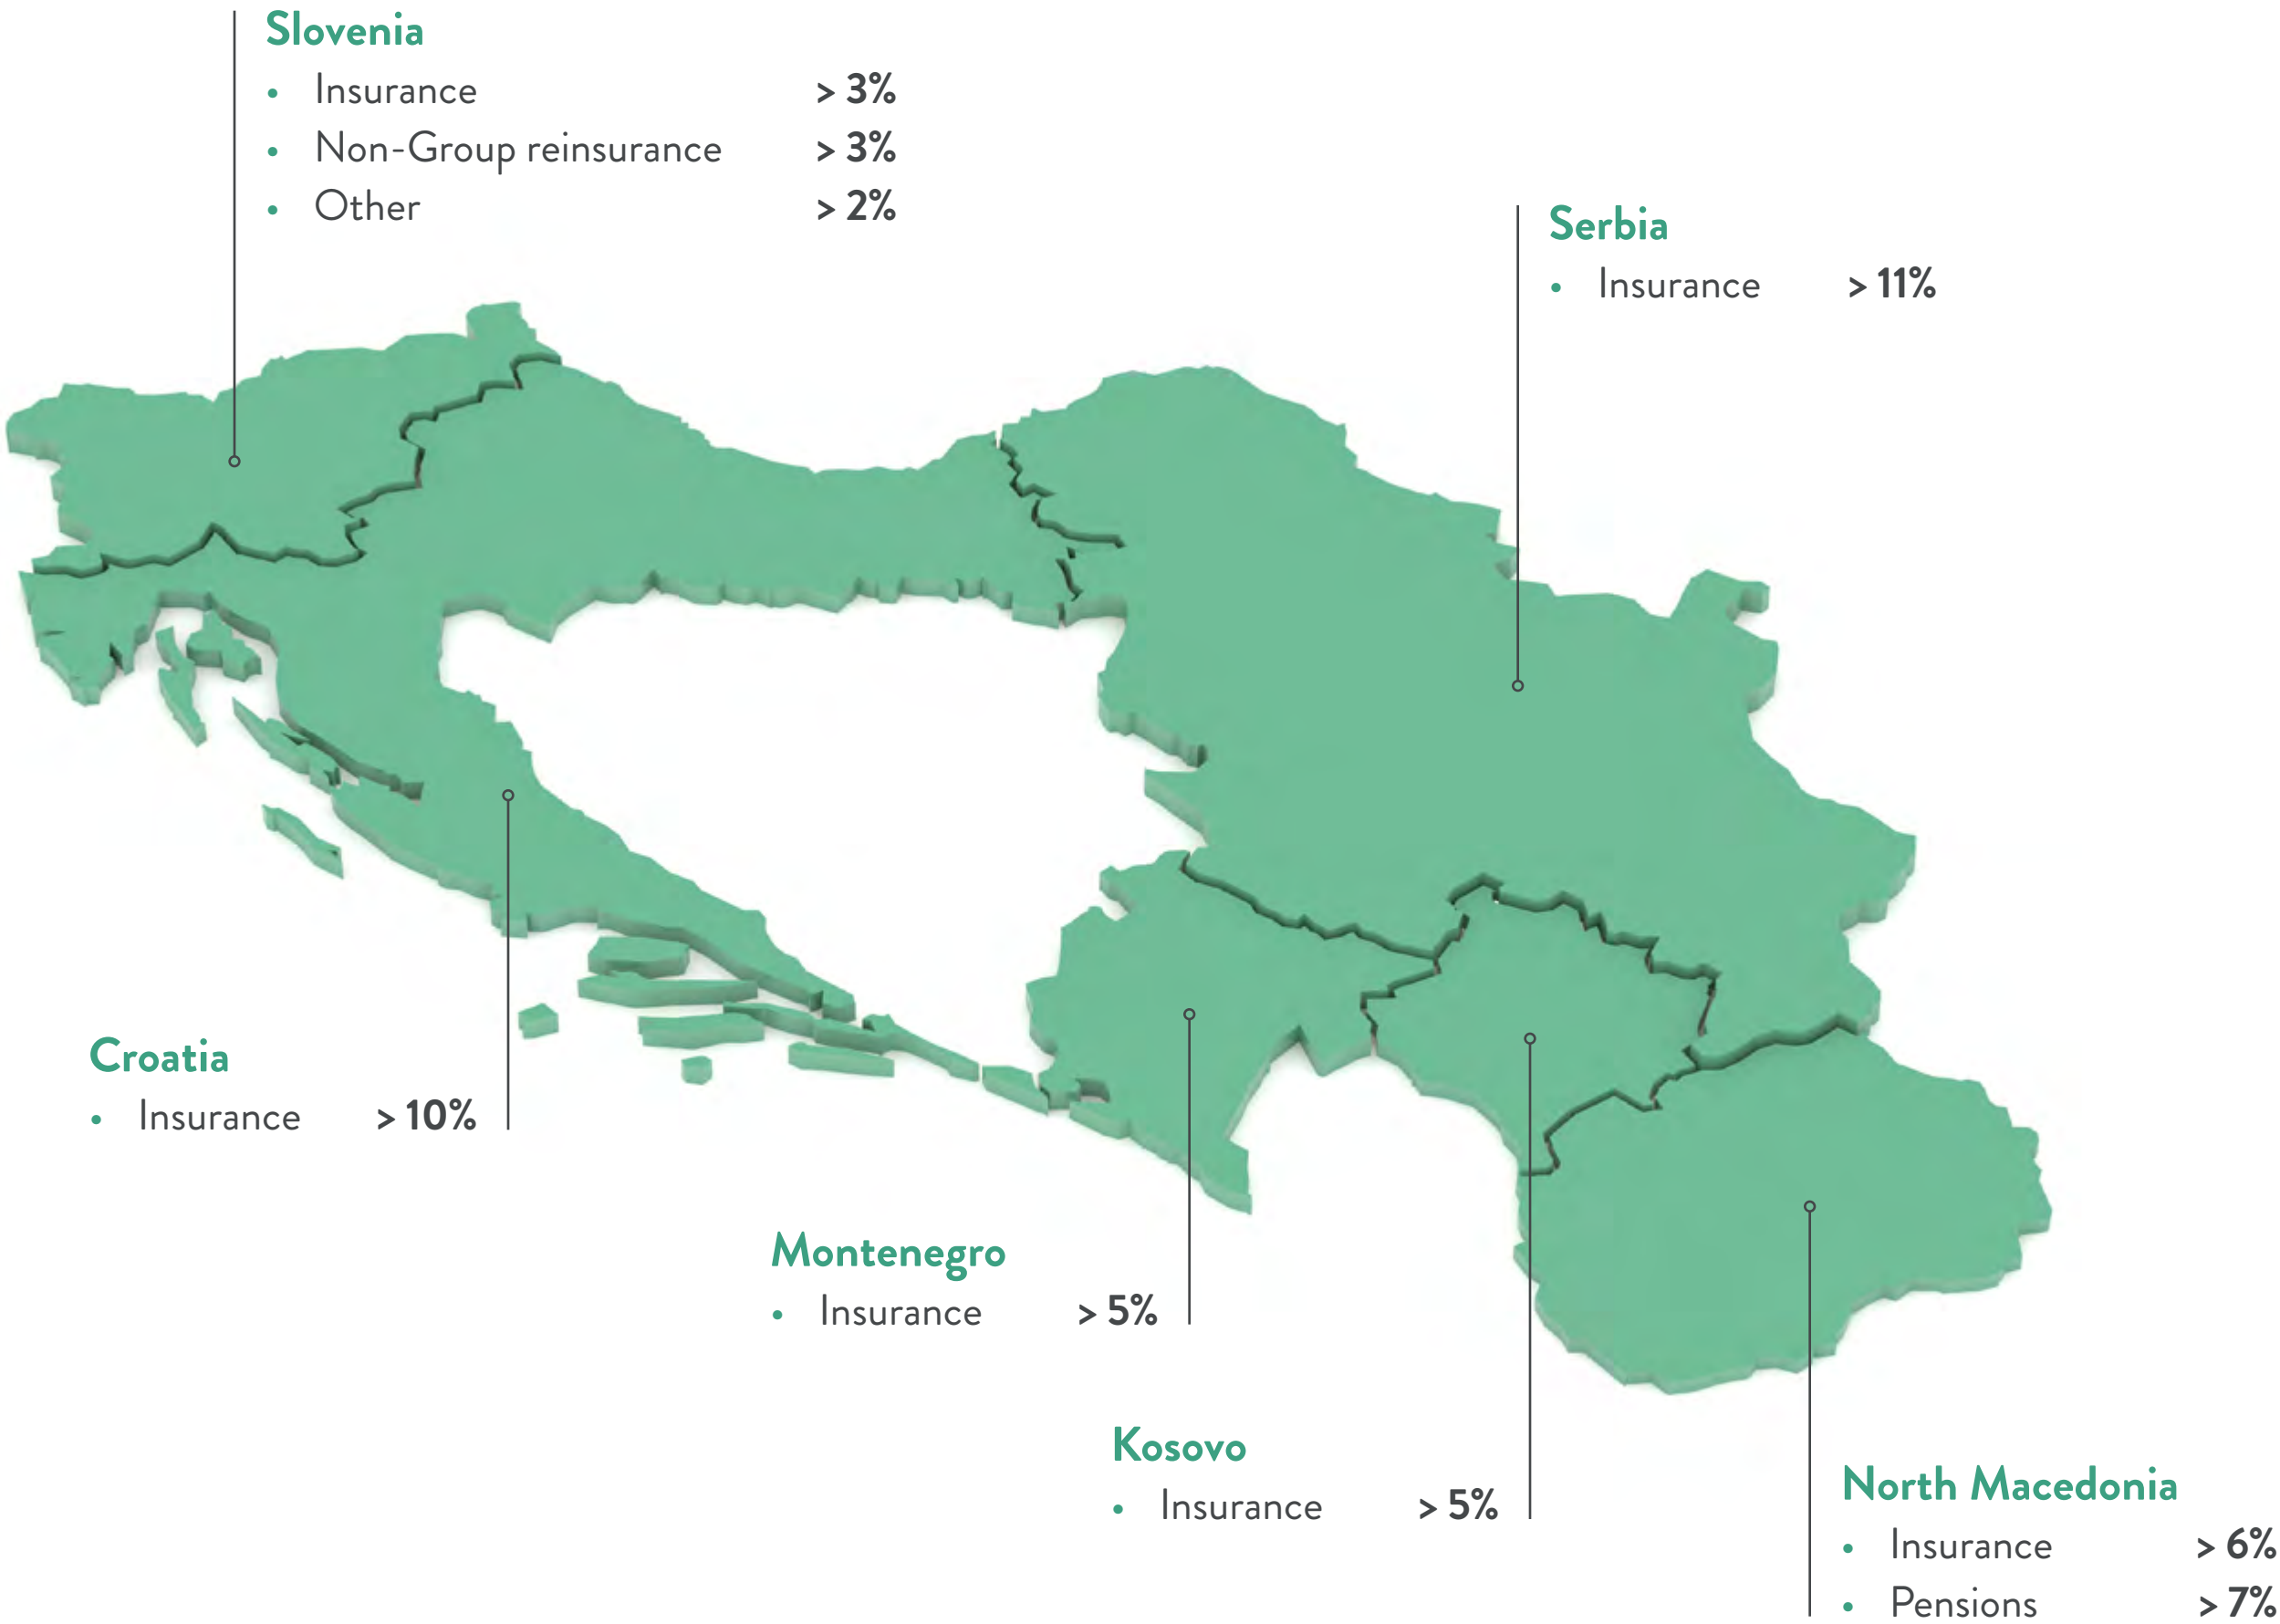 Slovenia
• Insurance > 3%
• Non-Group reinsurance > 3%
• Other > 2%
Serbia
• Insurance > 11%
Croatia
• Insurance > 10%
Montenegro
• Insurance > 5%
Kosovo
• Insurance > 5%
North Macedonia
• Insurance > 6%
• Pensions > 7%